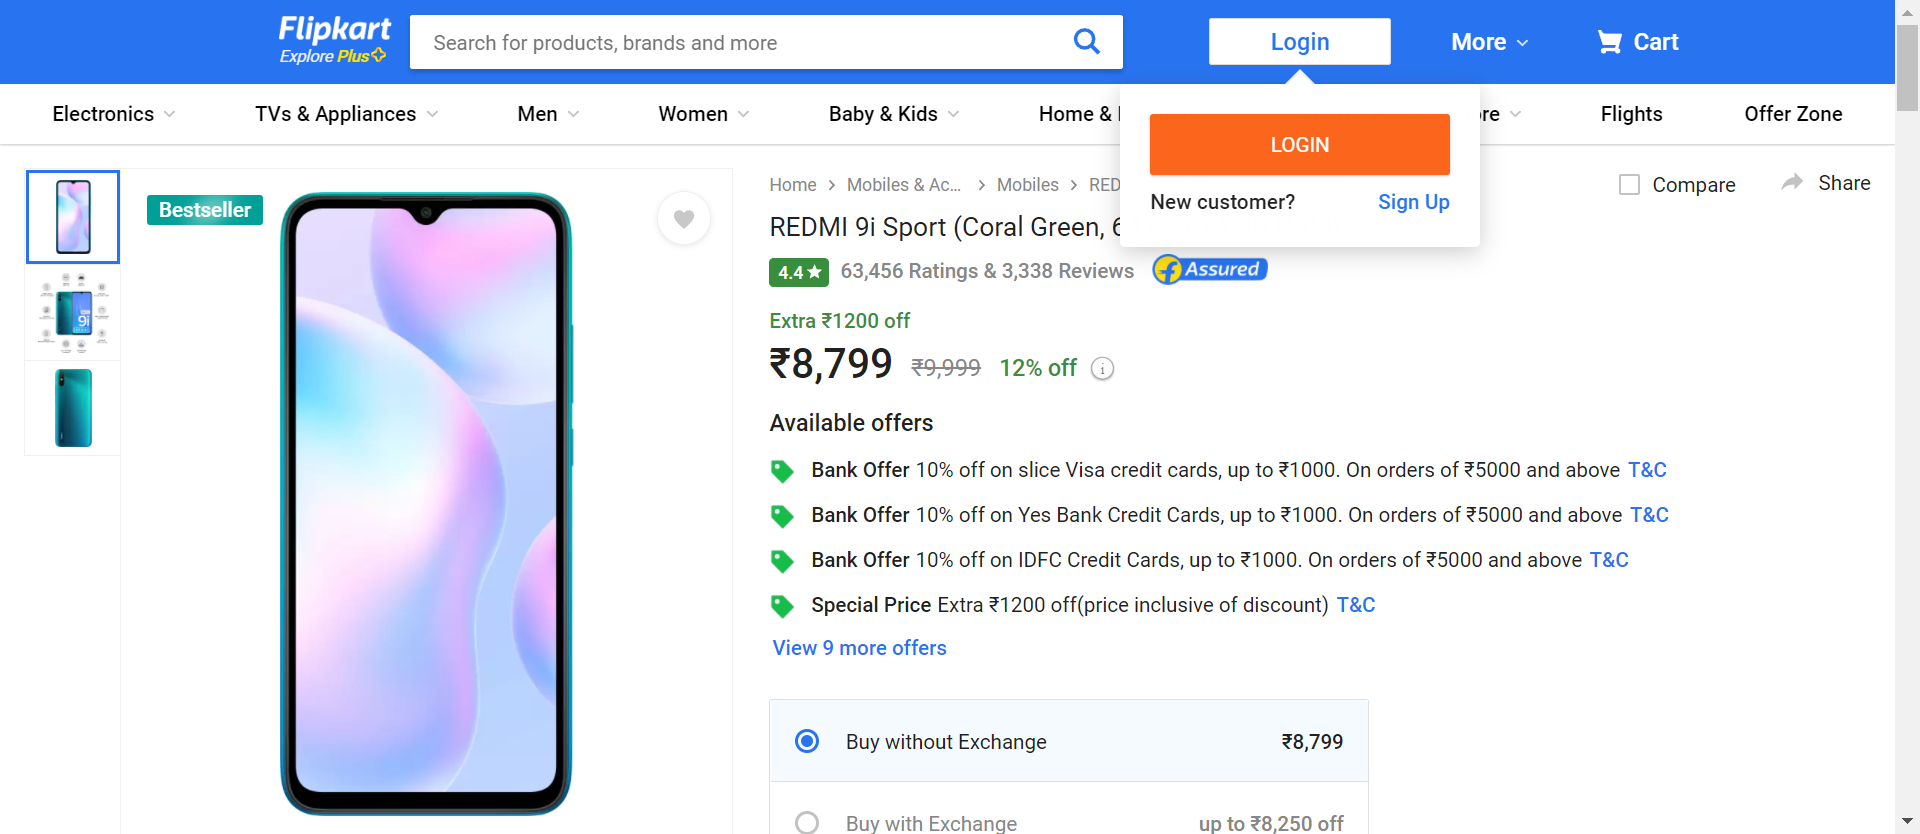 Flipkart
Explore Plus
Search for products, brands and more
Login
More
Cart
Electronics
TVs & Appliances
Men
Women
Baby & Kids
Home &
re
Flights
Offer Zone
LOGIN
New customer?
Sign Up
Bestseller
Home
Mobiles & Ac...
Mobiles
RED
Compare
Share
REDMI 9i Sport (Coral Green, 6
4.4
63,456 Ratings & 3,338 Reviews
Assured
Extra ₹1200 off
₹8,799 ₹9,999 12% off
Available offers
Bank Offer 10% off on slice Visa credit cards, up to ₹1000. On orders of ₹5000 and above T&C
Bank Offer 10% off on Yes Bank Credit Cards, up to ₹1000. On orders of ₹5000 and above T&C
Bank Offer 10% off on IDFC Credit Cards, up to ₹1000. On orders of ₹5000 and above T&C
Special Price Extra ₹1200 off(price inclusive of discount) T&C
View 9 more offers
Buy without Exchange
₹8,799
Buy with Exchange
up to ₹8,250 off
9i